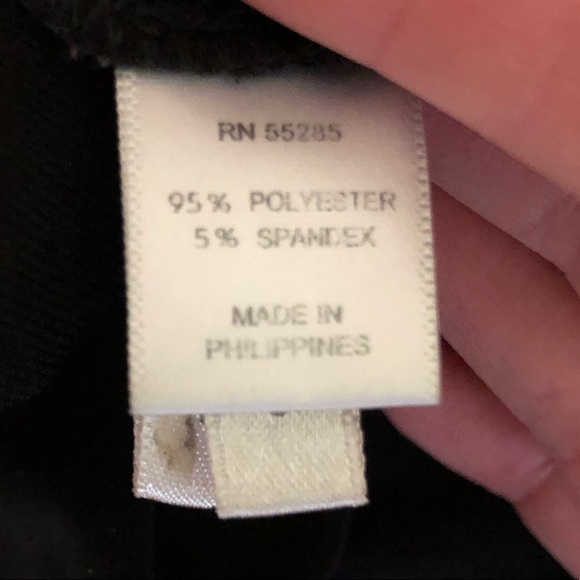 RN 55285
95% POLYESTER
5% SPANDEX
MADE IN
PHILIPPINES